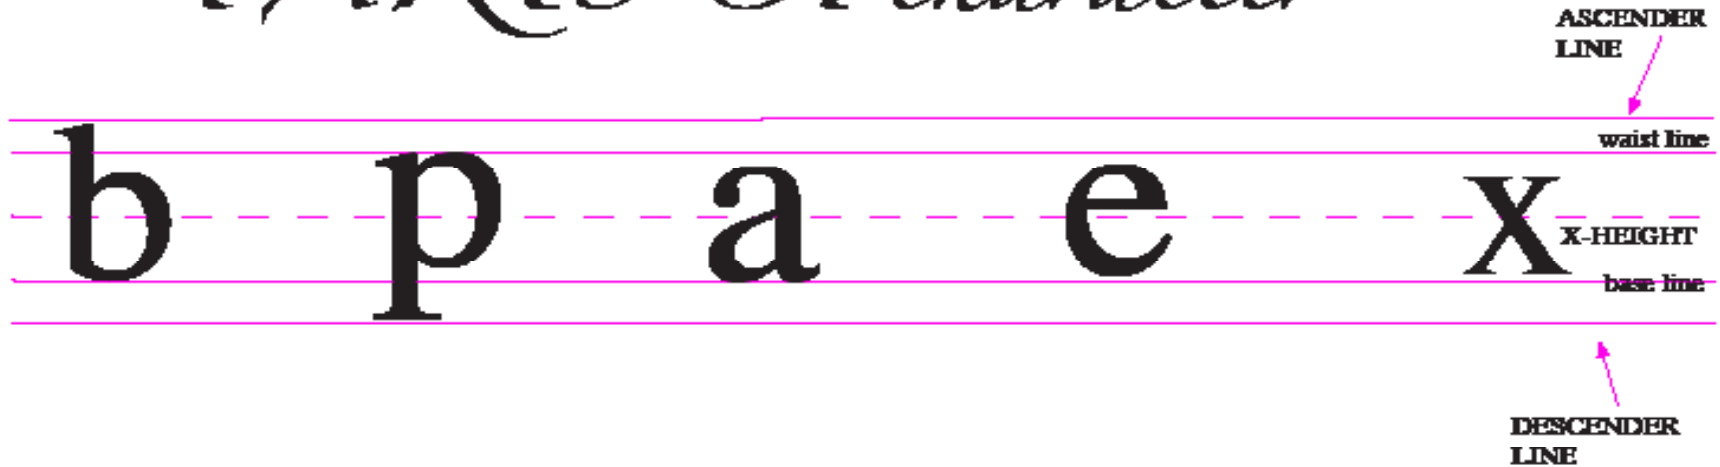 ASCENDER
LINE
waist line
b p a e x
X-HEIGHT
base line
DESCENDER
LINE